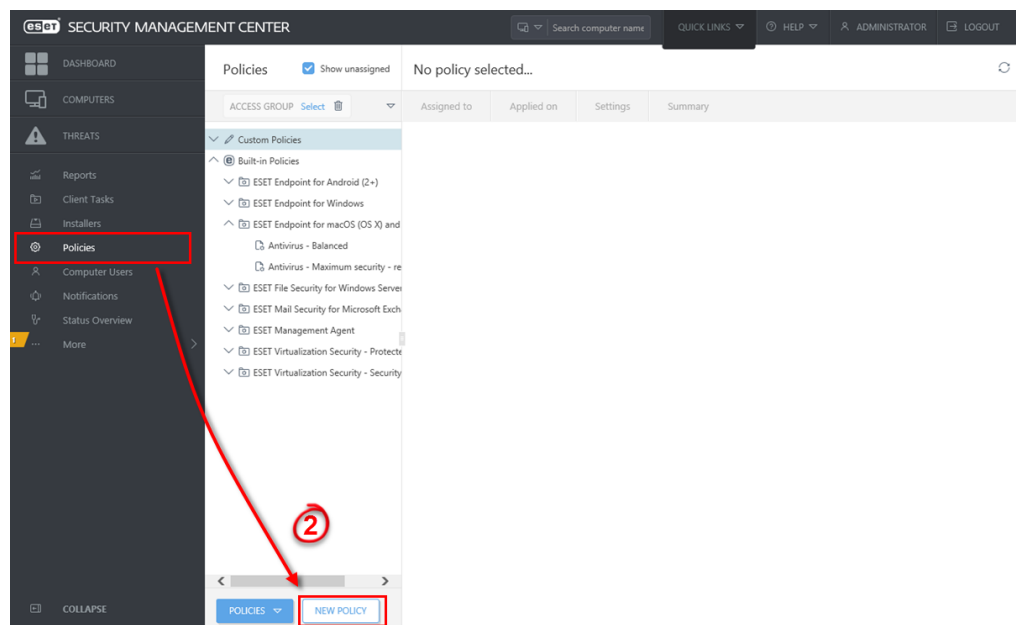 eset SECURITY MANAGEMENT CENTER
Search computer name
QUICK LINKS
HELP
ADMINISTRATOR
LOGOUT
DASHBOARD
COMPUTERS
THREATS
Reports
Client Tasks
Installers
Policies
Computer Users
Notifications
Status Overview
More
COLLAPSE
Policies
Show unassigned
ACCESS GROUP Select
Custom Policies
Built-in Policies
ESET Endpoint for Android (2+)
ESET Endpoint for Windows
ESET Endpoint for macOS (OS X) and
Antivirus - Balanced
Antivirus - Maximum security - re
ESET File Security for Windows Server
ESET Mail Security for Microsoft Exch
ESET Management Agent
ESET Virtualization Security - Protecte
ESET Virtualization Security - Security
2
POLICIES
NEW POLICY
No policy selected...
Assigned to
Applied on
Settings
Summary